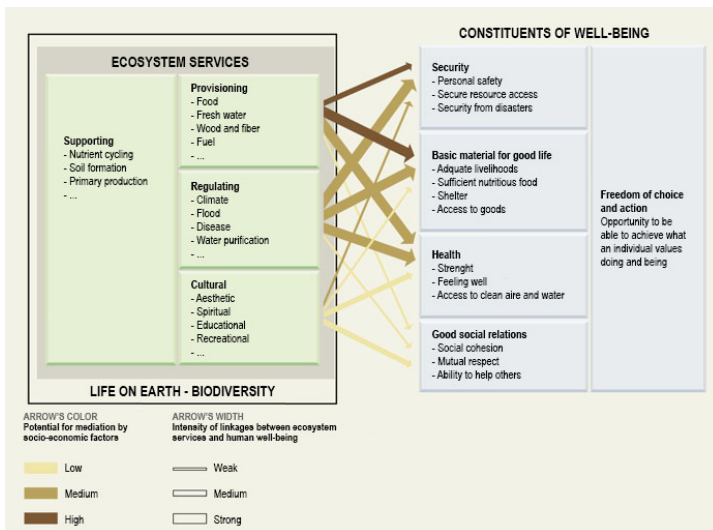 ECOSYSTEM SERVICES
Supporting
- Nutrient cycling
- Soil formation
- Primary production
- ...
Provisioning
- Food
- Fresh water
- Wood and fiber
- Fuel
- ...
Regulating
- Climate
- Flood
- Disease
- Water purification
- ...
Cultural
- Aesthetic
- Spiritual
- Educational
- Recreational
- ...
LIFE ON EARTH - BIODIVERSITY
CONSTITUENTS OF WELL-BEING
Security
- Personal safety
- Secure resource access
- Security from disasters
Basic material for good life
- Adquate livelihoods
- Sufficient nutritious food
- Shelter
- Access to goods
Health
- Strenght
- Feeling well
- Access to clean aire and water
Good social relations
- Social cohesion
- Mutual respect
- Ability to help others
Freedom of choice
and action
Opportunity to be
able to achieve what
an individual values
doing and being
ARROW'S COLOR
Potential for mediation by
socio-economic factors
Low
Medium
High
ARROW'S WIDTH
Intensity of linkages between ecosystem
services and human well-being
Weak
Medium
Strong